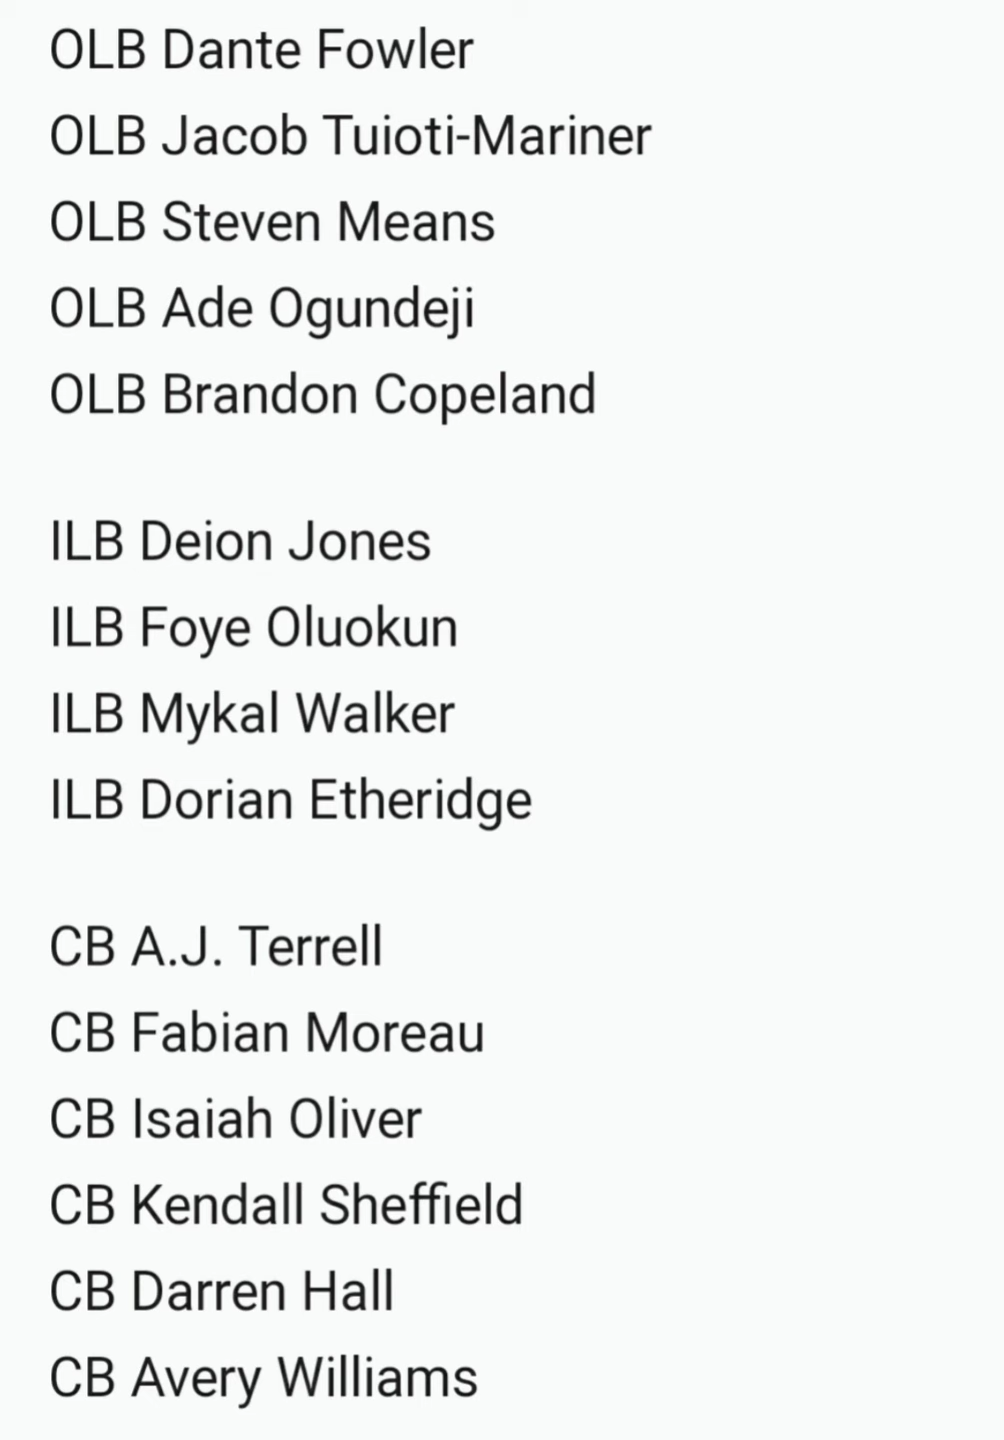 OLB Dante Fowler
OLB Jacob Tuioti-Mariner
OLB Steven Means
OLB Ade Ogundeji
OLB Brandon Copeland
ILB Deion Jones
ILB Foye Oluokun
ILB Mykal Walker
ILB Dorian Etheridge
CB A.J. Terrell
CB Fabian Moreau
CB Isaiah Oliver
CB Kendall Sheffield
CB Darren Hall
CB Avery Williams